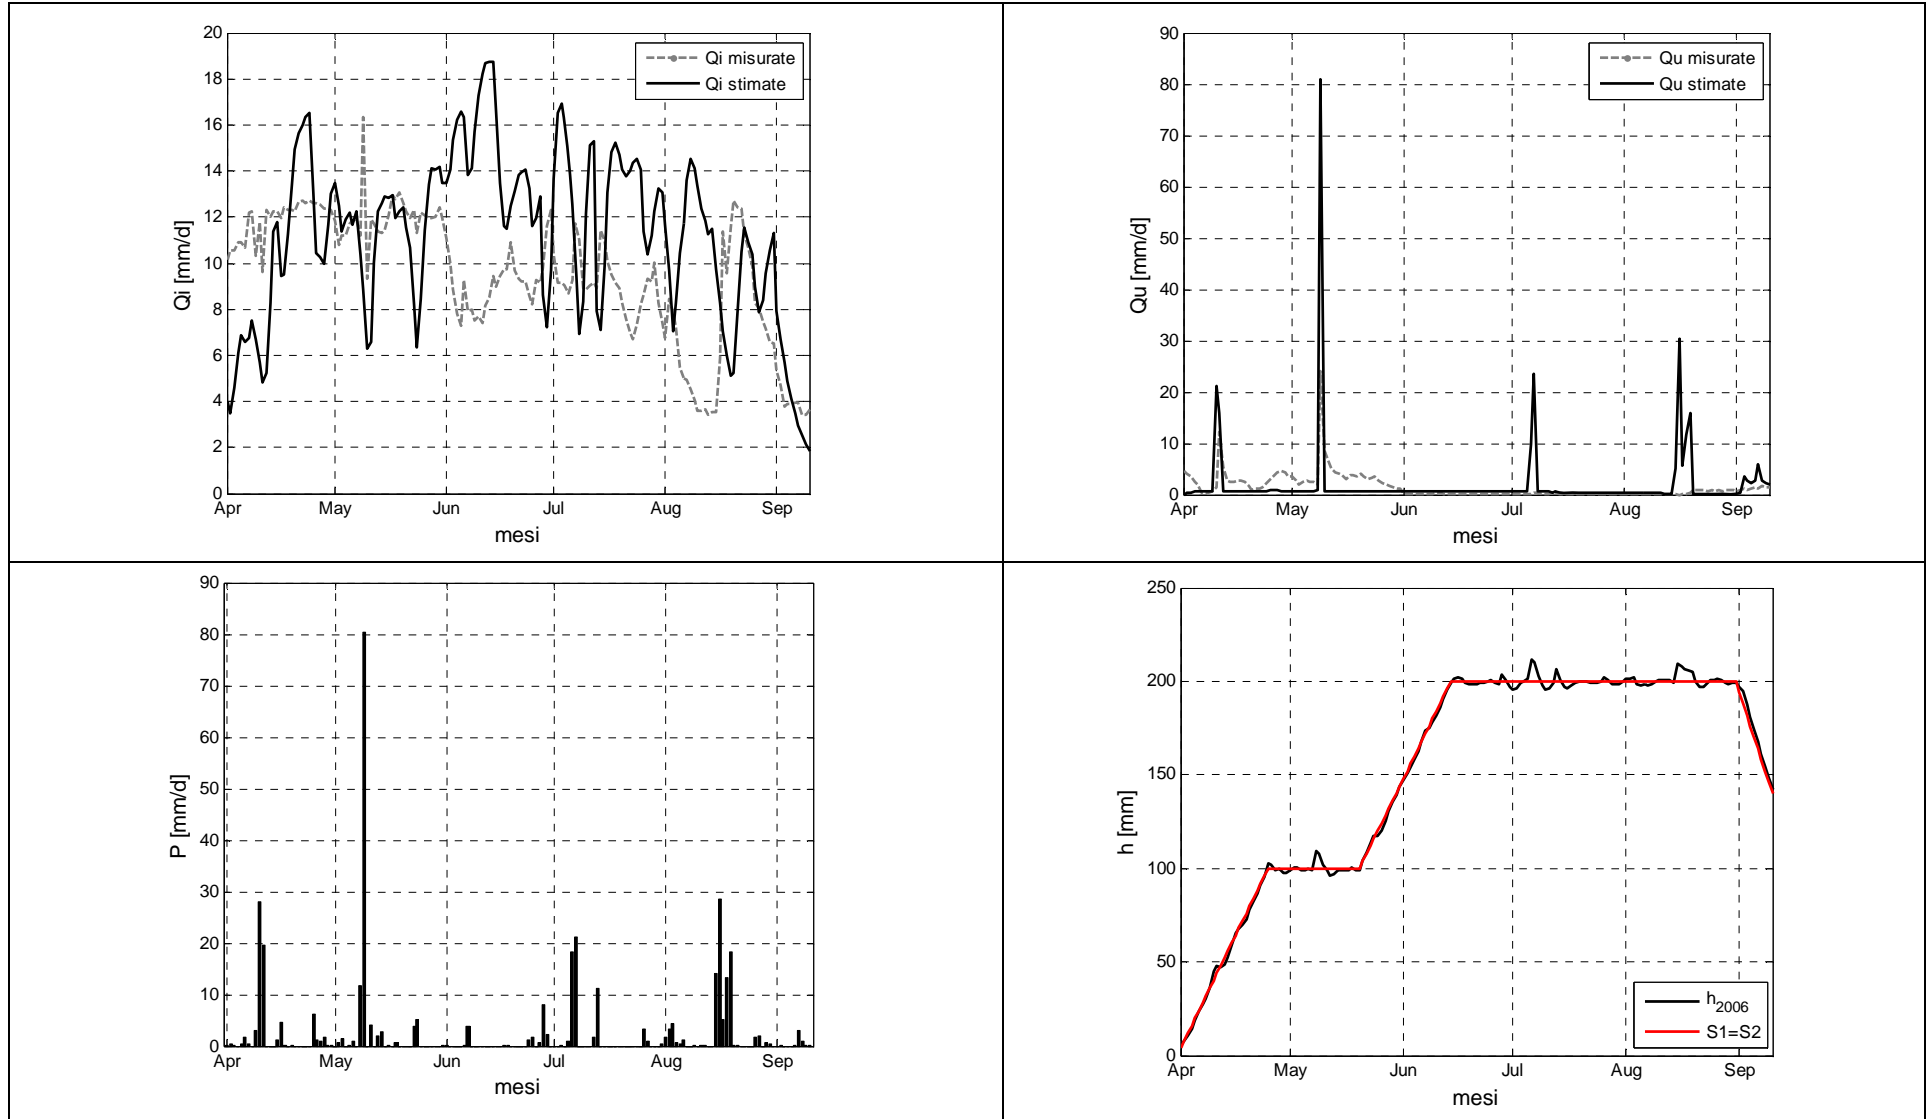 20
18
16
14
12
10
8
6
4
2
0
Qi [mm/d]
Qi misurate
Qi stimate
Apr May Jun Jul Aug Sep
mesi
90
80
70
60
50
40
30
20
10
0
Qu [mm/d]
Qu misurate
Qu stimate
Apr May Jun Jul Aug Sep
mesi
90
80
70
60
50
40
30
20
10
0
P [mm/d]
Apr May Jun Jul Aug Sep
mesi
250
200
150
100
50
0
h [mm]
h2006
S1=S2
Apr May Jun Jul Aug Sep
mesi